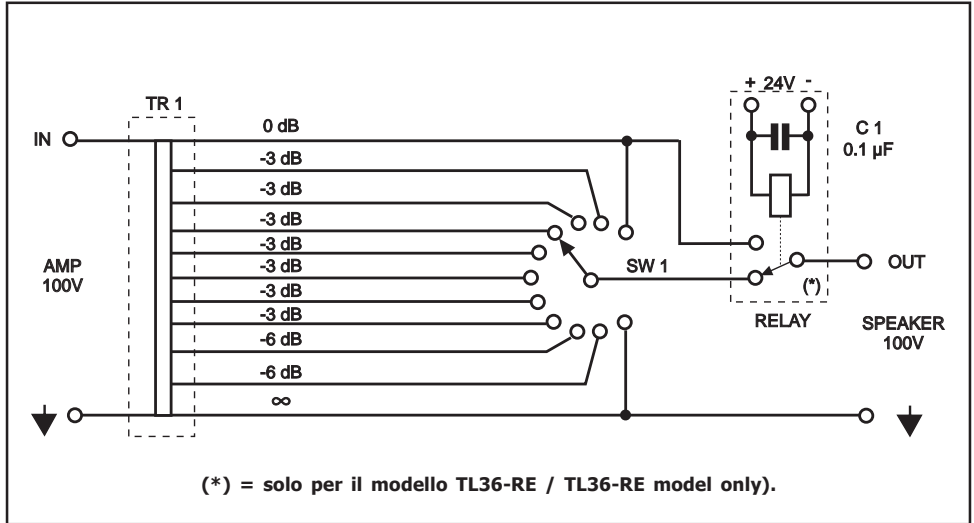 + 24V -
TR 1
C 1
0.1 µF
IN
0 dB
-3 dB
-3 dB
-3 dB
-3 dB
-3 dB
-3 dB
-3 dB
-6 dB
-6 dB
∞
AMP
100V
SW 1
(*)
OUT
RELAY
SPEAKER
100V
(*) = solo per il modello TL36-RE / TL36-RE model only).